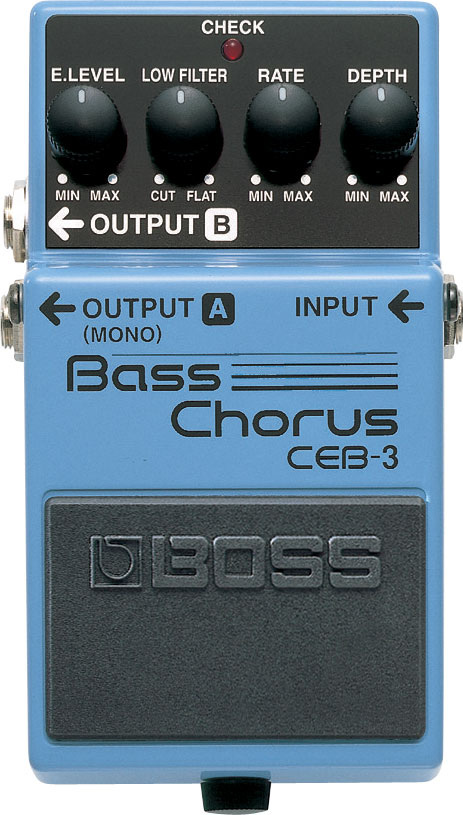 CHECK
E.LEVEL LOW FILTER RATE DEPTH
MIN MAX CUT FLAT MIN MAX MIN MAX
← OUTPUT B
← OUTPUT A INPUT ←
(MONO)
Bass
Chorus
CEB-3
BOSS